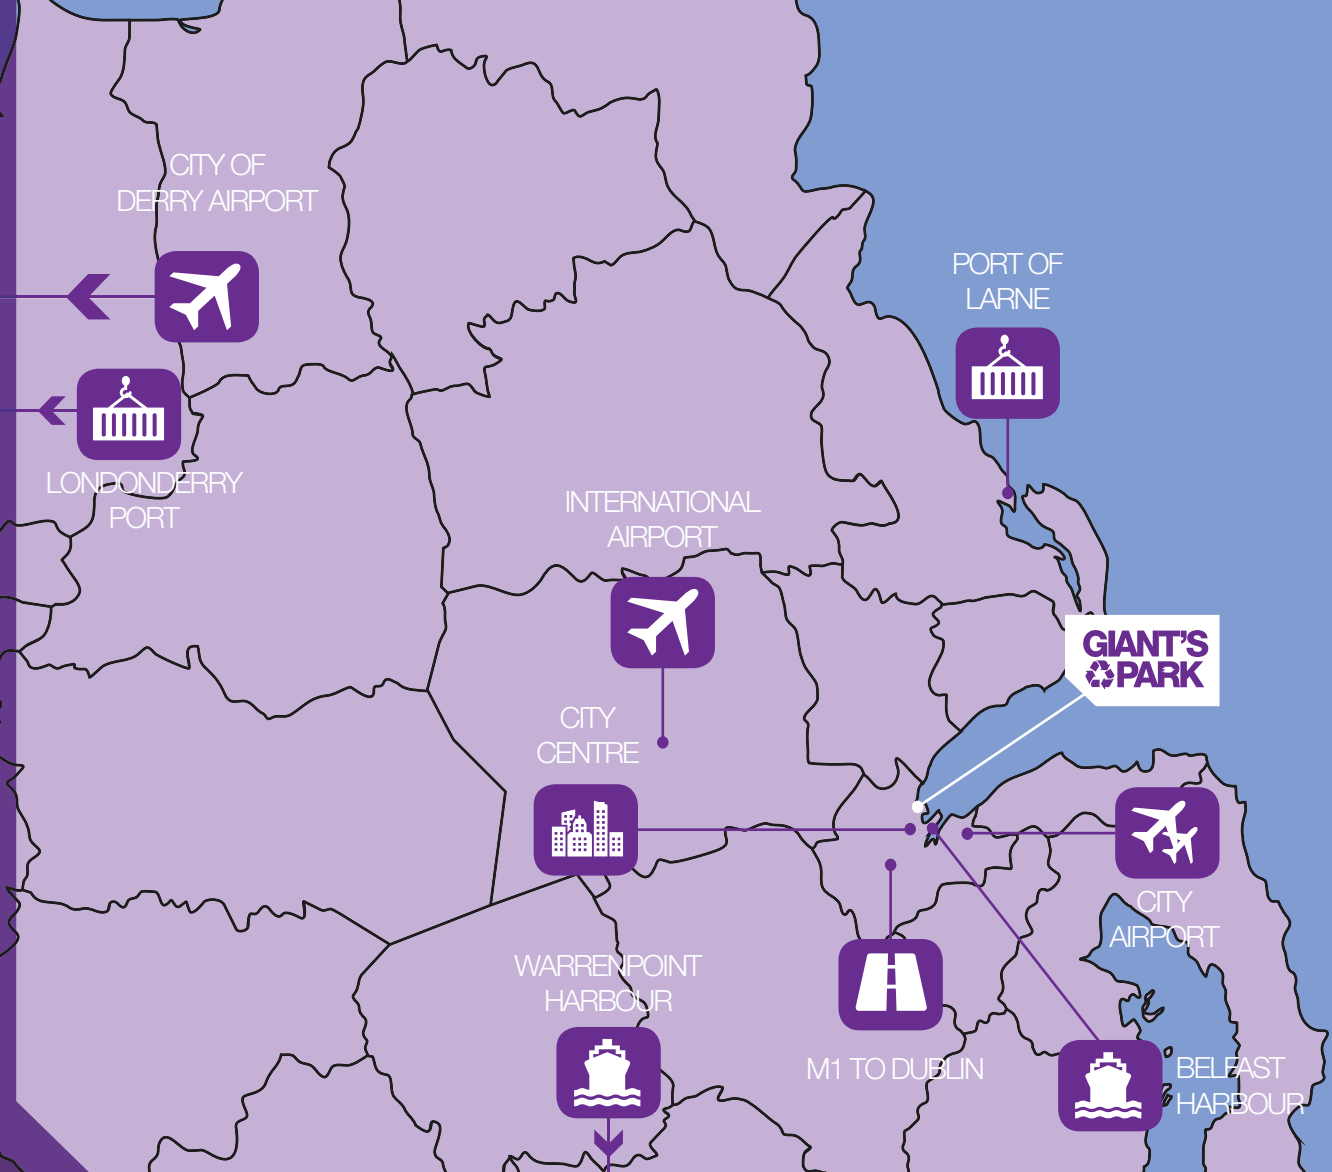 CITY OF
DERRY AIRPORT
PORT OF
LARNE
LONDONDERRY
PORT
INTERNATIONAL
AIRPORT
GIANT'S
PARK
CITY
CENTRE
CITY
AIRPORT
WARRENPOINT
HARBOUR
M1 TO DUBLIN
BELFAST
HARBOUR